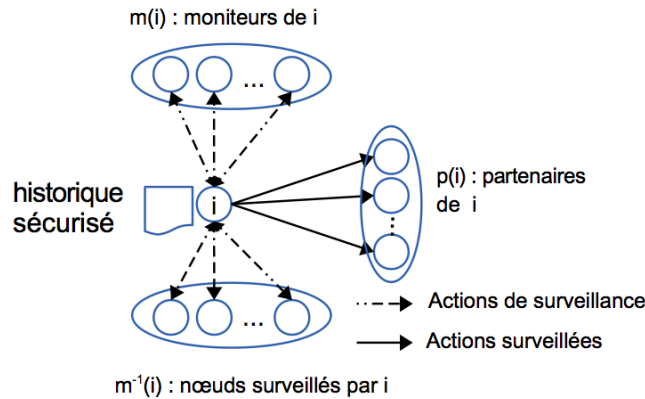 m(i) : moniteurs de i
...
i
historique
sécurisé
p(i) : partenaires
de i
...
Actions de surveillance
Actions surveillées
m⁻¹(i) : nœuds surveillés par i